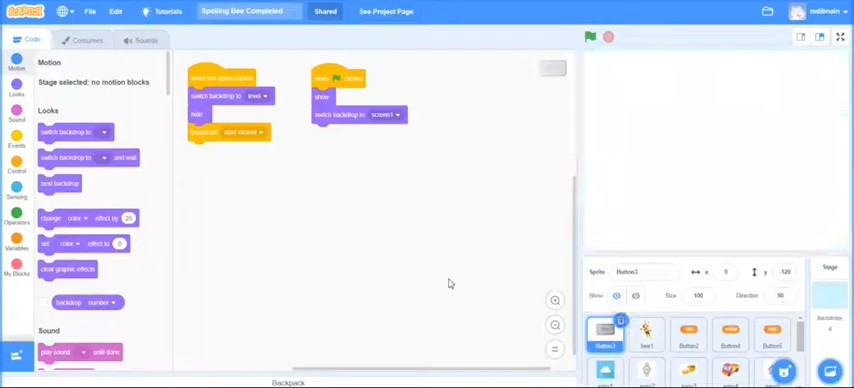 SCRATCH
File
Edit
Tutorials
Spelling Bee Completed
Shared
See Project Page
mdibnain
Code
Costumes
Sounds
Motion
Looks
Sound
Events
Control
Sensing
Operators
Variables
My Blocks
Motion
Stage selected: no motion blocks
Looks
switch backdrop to
switch backdrop to and wait
next backdrop
change color effect by 25
set color effect to 0
clear graphic effects
backdrop number
Sound
play sound until done
when this sprite clicked
switch backdrop to level
hide
broadcast start clicked
when clicked
show
switch backdrop to screen1
Sprite Button3 x 0 y -120
Show Size 100 Direction 90
Button3
bee1
Button2
Button4
Button5
Stage
Backdrops
4
Backpack